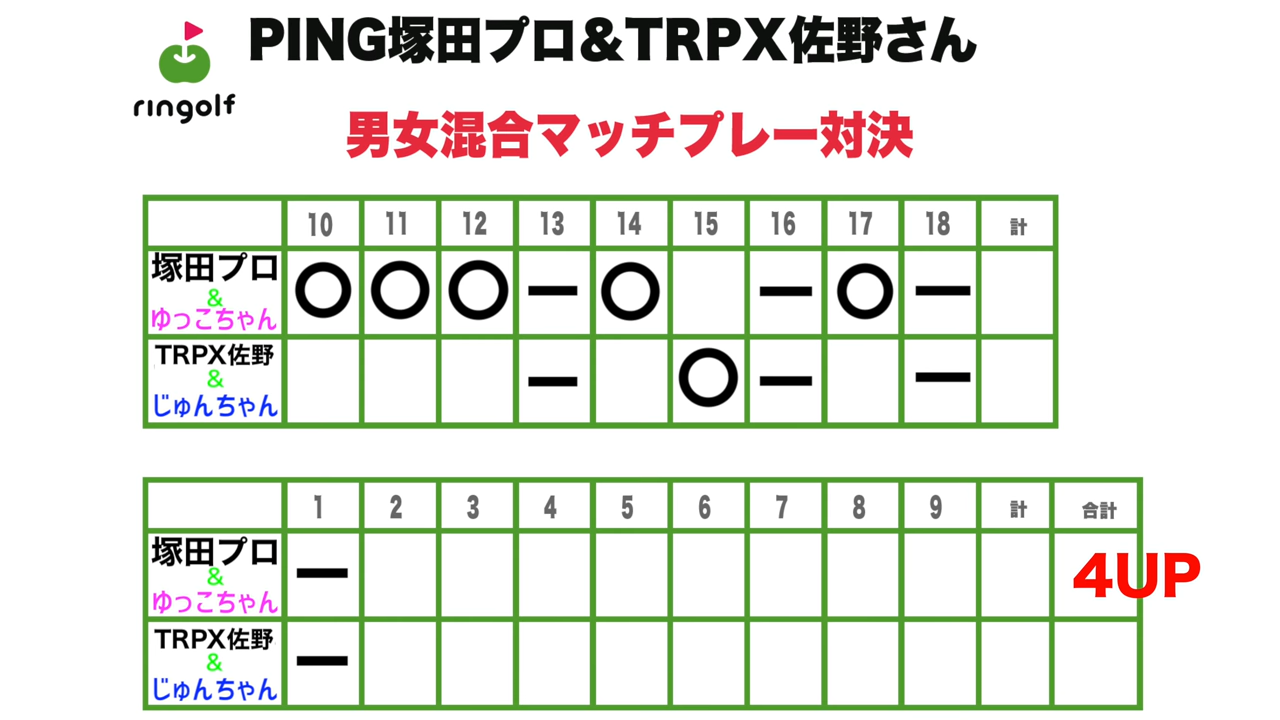 PING塚田プロ&TRPX佐野さん
ringolf
男女混合マッチプレー対決
10 11 12 13 14 15 16 17 18 計
塚田プロ
&
ゆっこちゃん
○ ○ ○ ー ○ ー ○ ー
TRPX佐野
&
じゅんちゃん
ー ○ ー ー
1 2 3 4 5 6 7 8 9 計 合計
塚田プロ
&
ゆっこちゃん
ー 4UP
TRPX佐野
&
じゅんちゃん
ー